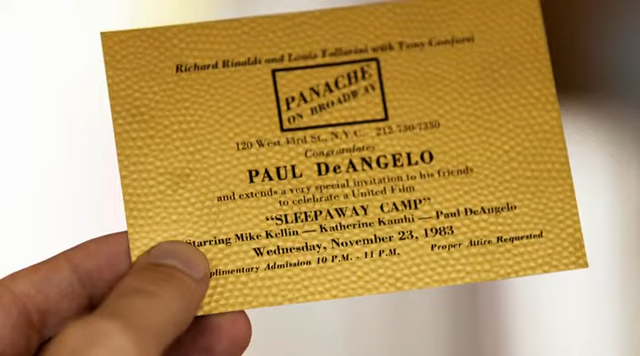 Richard Rinaldi and Louis Tallarini with Tony Conforti
PANACHE
ON BROADWAY
120 West 43rd St., N.Y.C. 212-730-7350
Congratulates
PAUL DeANGELO
and extends a very special invitation to his friends
to celebrate a United Film
"SLEEPAWAY CAMP"
Starring Mike Kellin — Katherine Kamhi — Paul DeAngelo
Wednesday, November 23, 1983
plimentary Admission 10 P.M. - 11 P.M. Proper Attire Requested